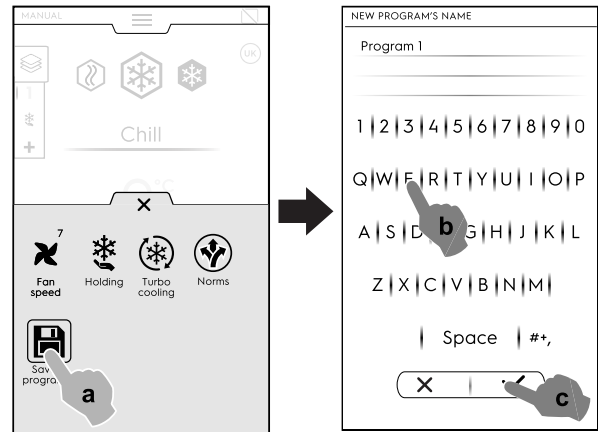 MANUAL
UK
Chill
°C
7
Fan
speed
Holding
Turbo
cooling
Norms
a
NEW PROGRAM'S NAME
Program 1
1 2 3 4 5 6 7 8 9 0
Q W E R T Y U I O P
A S D G H J K L
b
Z X C V B N M
Space #+,
c